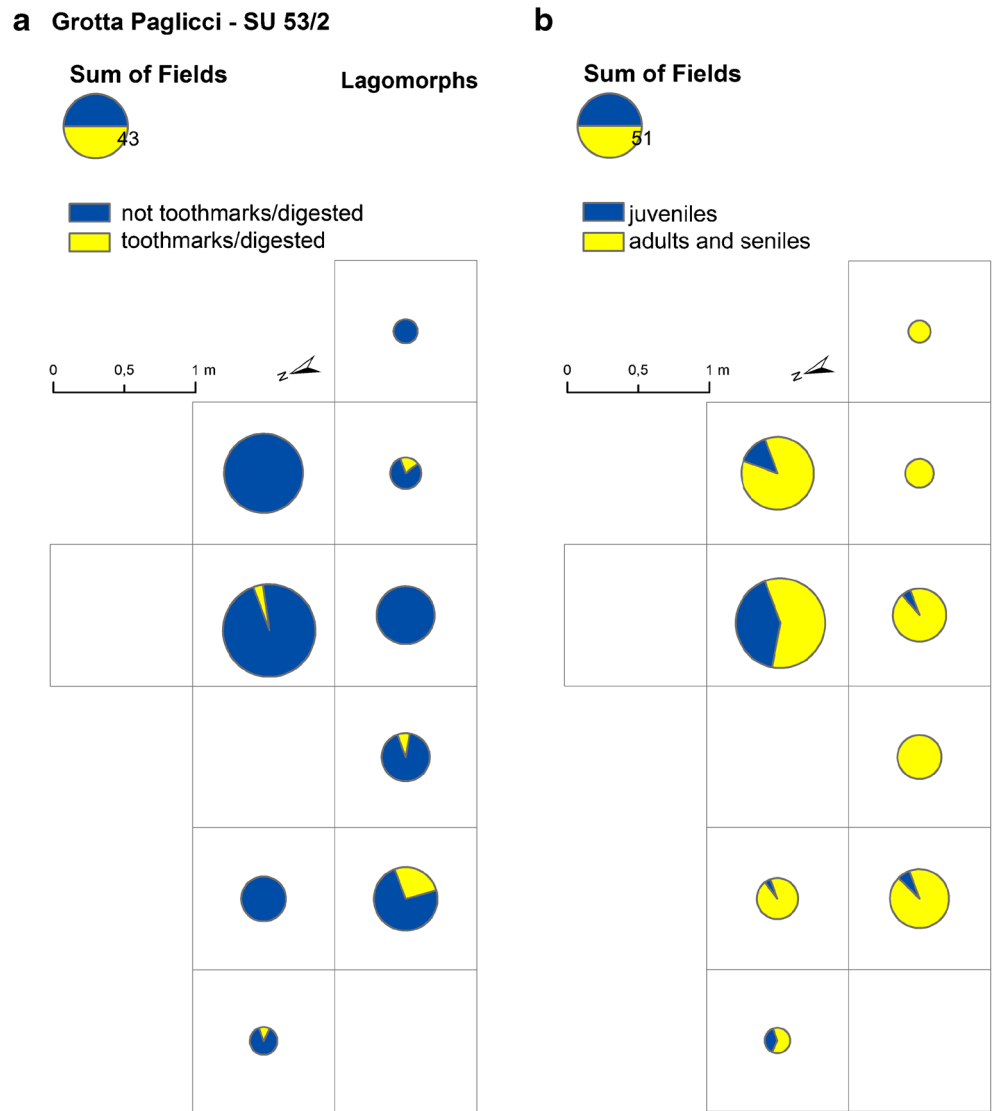 a Grotta Paglicci - SU 53/2
Sum of Fields
Lagomorphs
43
not toothmarks/digested
toothmarks/digested
0 0,5 1 m
N
b
Sum of Fields
51
juveniles
adults and seniles
0 0,5 1 m
N